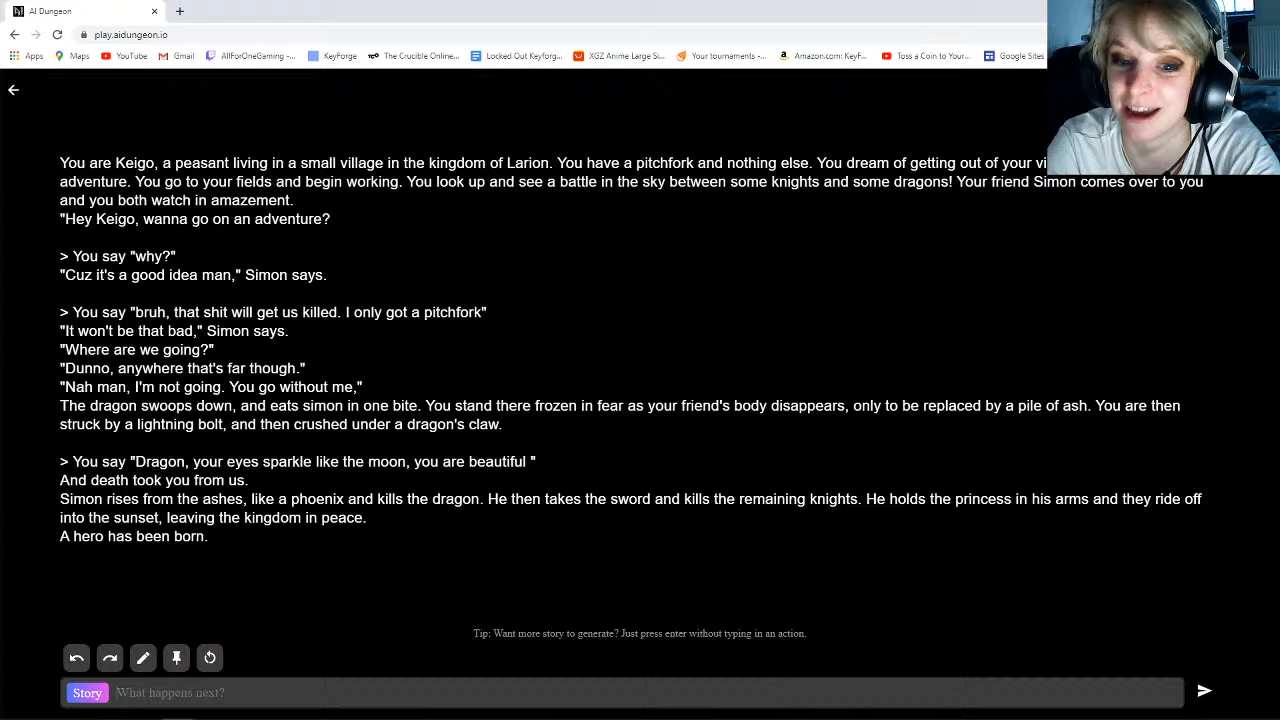 AI Dungeon
play.aidungeon.io
Apps Maps YouTube Gmail AllForOneGaming -... KeyForge The Crucible Online... Locked Out Keyforg... XGZ Anime Large Si... Your tournaments -... Amazon.com: KeyF... Toss a Coin to Your... Google Sites
You are Keigo, a peasant living in a small village in the kingdom of Larion. You have a pitchfork and nothing else. You dream of getting out of your
adventure. You go to your fields and begin working. You look up and see a battle in the sky between some knights and some dragons! Your friend Simon comes over to you
and you both watch in amazement.
"Hey Keigo, wanna go on an adventure?
> You say "why?"
"Cuz it's a good idea man," Simon says.
> You say "bruh, that shit will get us killed. I only got a pitchfork"
"It won't be that bad," Simon says.
"Where are we going?"
"Dunno, anywhere that's far though."
"Nah man, I'm not going. You go without me,"
The dragon swoops down, and eats simon in one bite. You stand there frozen in fear as your friend's body disappears, only to be replaced by a pile of ash. You are then
struck by a lightning bolt, and then crushed under a dragon's claw.
> You say "Dragon, your eyes sparkle like the moon, you are beautiful "
And death took you from us.
Simon rises from the ashes, like a phoenix and kills the dragon. He then takes the sword and kills the remaining knights. He holds the princess in his arms and they ride off
into the sunset, leaving the kingdom in peace.
A hero has been born.
Tip: Want more story to generate? Just press enter without typing in an action.
Story What happens next?